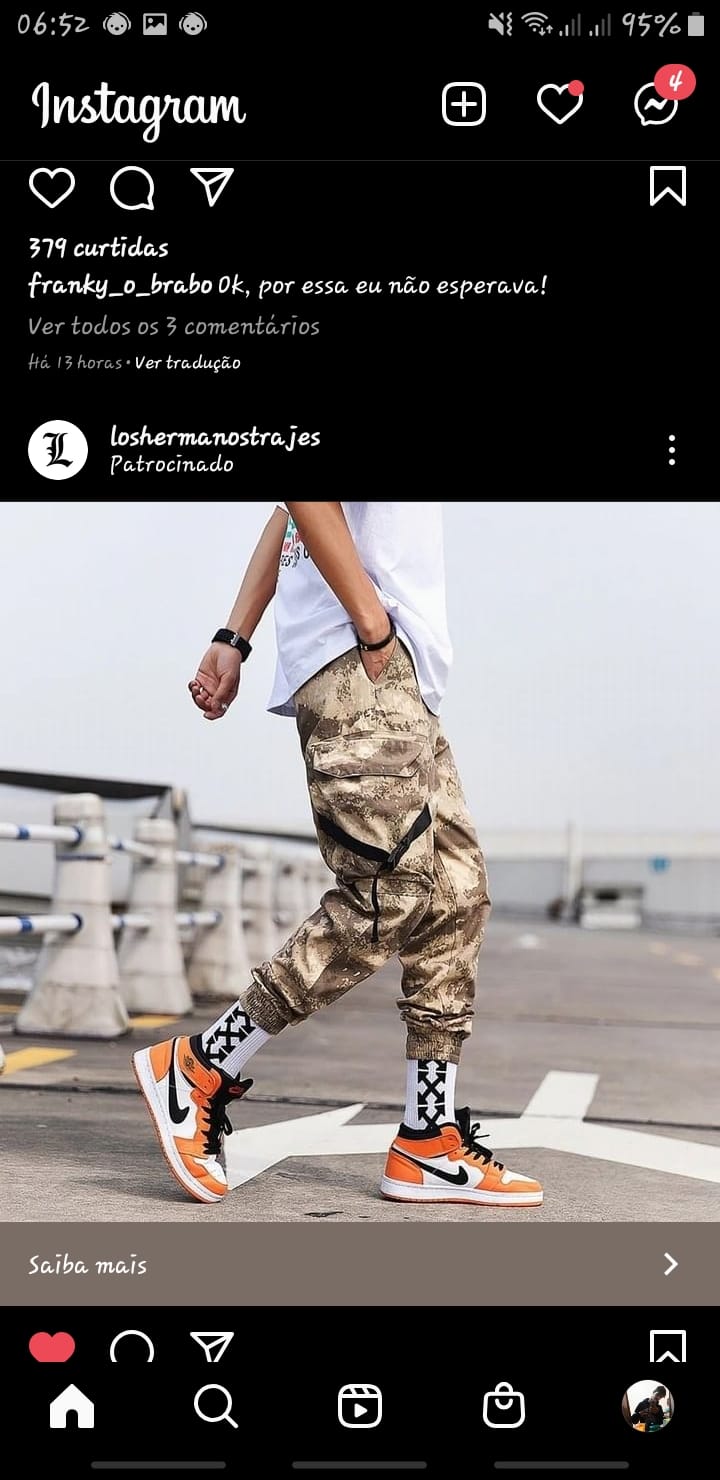 06:52
95%
Instagram
4
379 curtidas
franky_o_brabo Ok, por essa eu não esperava!
Ver todos os 3 comentários
Há 13 horas • Ver tradução
L
loshermanostrajes
Patrocinado
Saiba mais